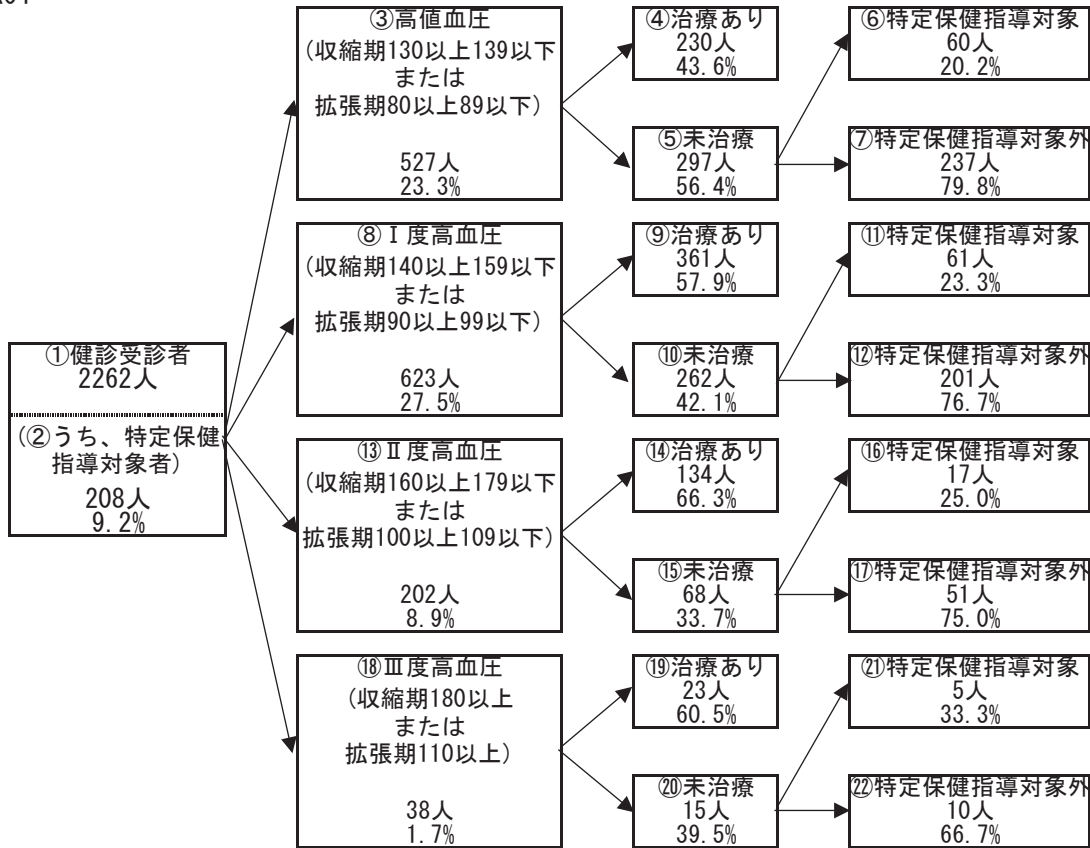 ①健診受診者
2262人
(②うち、特定保健
指導対象者)
208人
9.2%
③高値血圧
(収縮期130以上139以下
または
拡張期80以上89以下)
527人
23.3%
④治療あり
230人
43.6%
⑤未治療
297人
56.4%
⑥特定保健指導対象
60人
20.2%
⑦特定保健指導対象外
237人
79.8%
⑧Ⅰ度高血圧
(収縮期140以上159以下
または
拡張期90以上99以下)
623人
27.5%
⑨治療あり
361人
57.9%
⑩未治療
262人
42.1%
⑪特定保健指導対象
61人
23.3%
⑫特定保健指導対象外
201人
76.7%
⑬Ⅱ度高血圧
(収縮期160以上179以下
または
拡張期100以上109以下)
202人
8.9%
⑭治療あり
134人
66.3%
⑮未治療
68人
33.7%
⑯特定保健指導対象
17人
25.0%
⑰特定保健指導対象外
51人
75.0%
⑱Ⅲ度高血圧
(収縮期180以上
または
拡張期110以上)
38人
1.7%
⑲治療あり
23人
60.5%
⑳未治療
15人
39.5%
㉑特定保健指導対象
5人
33.3%
㉒特定保健指導対象外
10人
66.7%